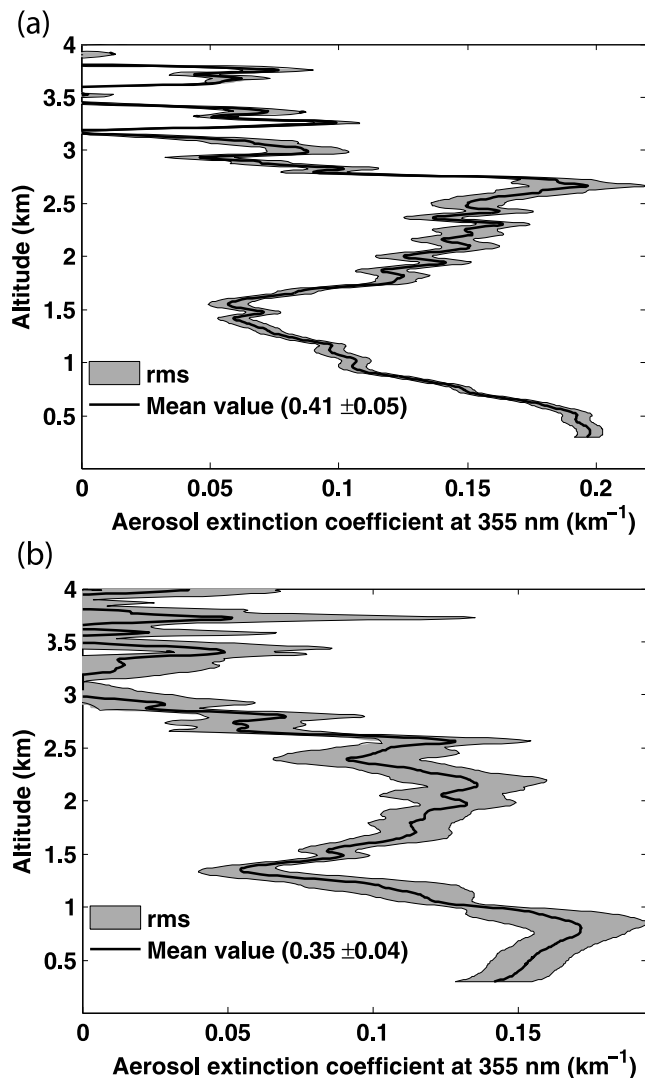 (a)
4
3.5
3
2.5
2
1.5
1
0.5
Altitude (km)
rms
Mean value (0.41 ±0.05)
0 0.05 0.1 0.15 0.2
Aerosol extinction coefficient at 355 nm (km⁻¹)
(b)
4
3.5
3
2.5
2
1.5
1
0.5
Altitude (km)
rms
Mean value (0.35 ±0.04)
0 0.05 0.1 0.15
Aerosol extinction coefficient at 355 nm (km⁻¹)